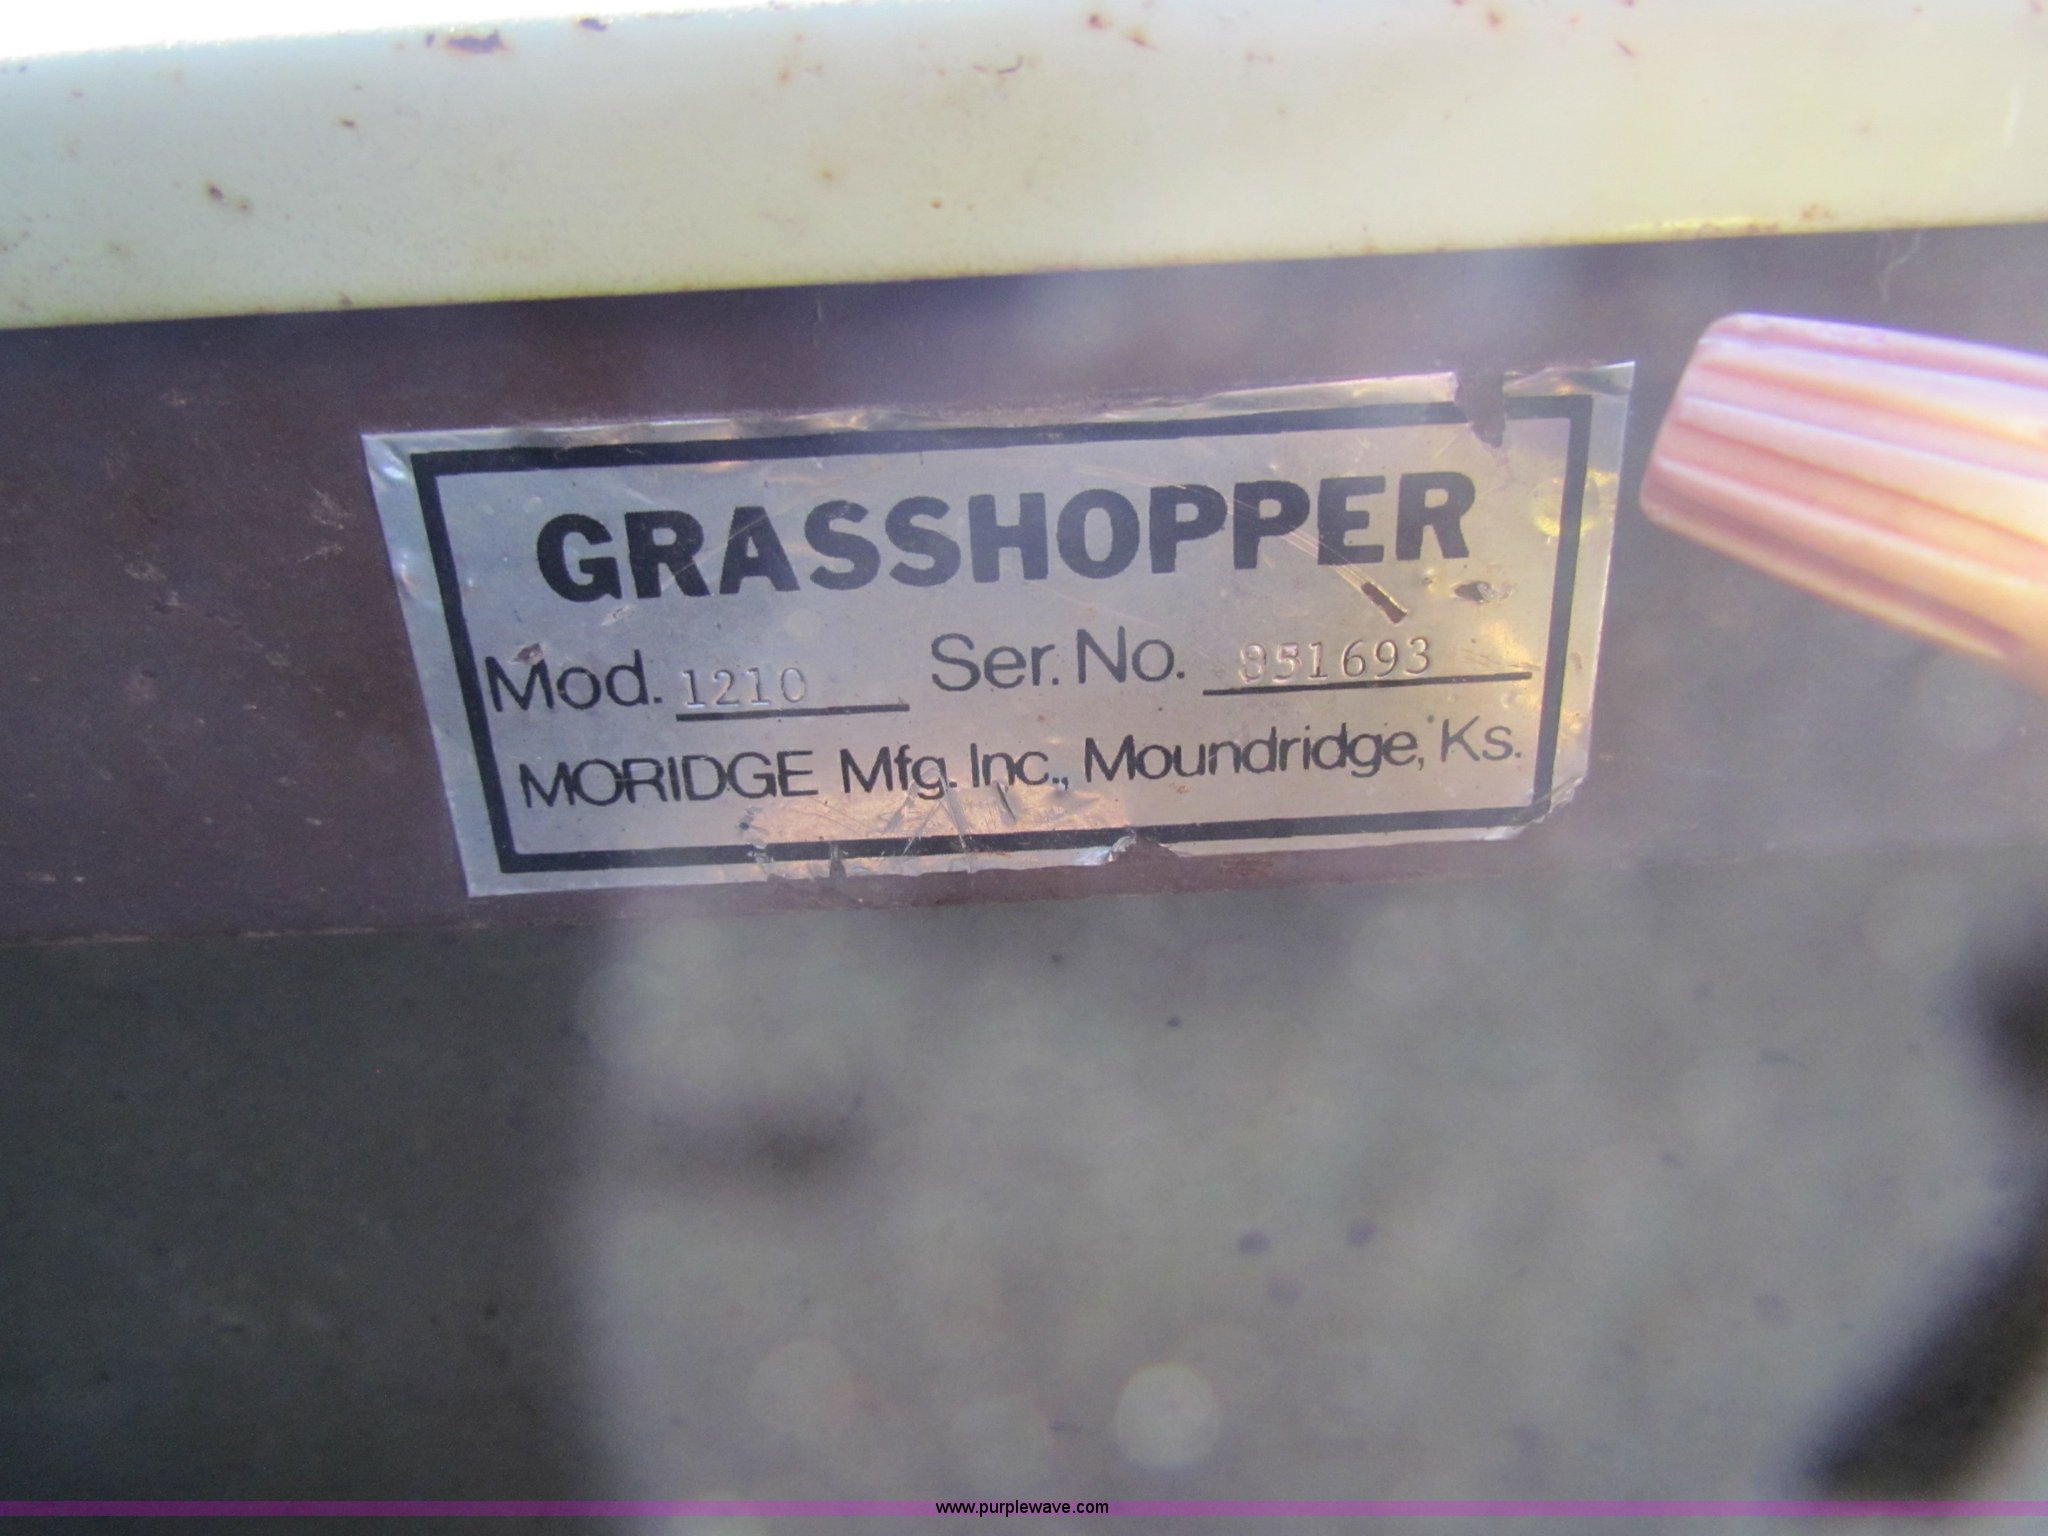 GRASSHOPPER
Mod. 1210 Ser. No. 851693
MORIDGE Mfg. Inc., Moundridge, Ks.
www.purplewave.com